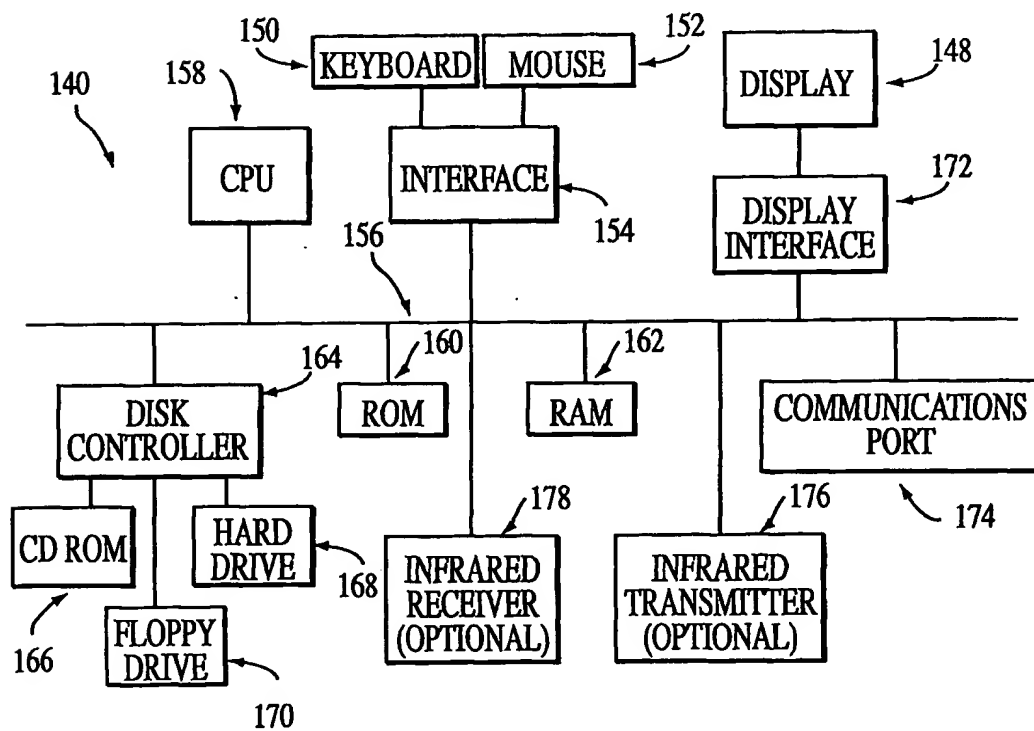 150
KEYBOARD
MOUSE
152
158
140
CPU
INTERFACE
154
DISPLAY
148
172
DISPLAY
INTERFACE
156
164
160
162
DISK
CONTROLLER
ROM
RAM
COMMUNICATIONS
PORT
174
CD ROM
166
HARD
DRIVE
168
FLOPPY
DRIVE
170
178
INFRARED
RECEIVER
(OPTIONAL)
176
INFRARED
TRANSMITTER
(OPTIONAL)